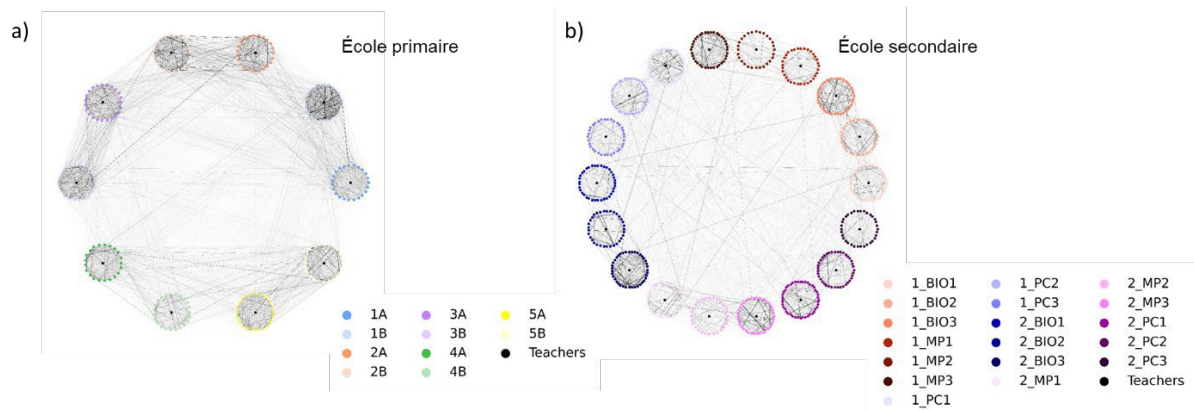 a) École primaire
1A 3A 5A
1B 3B 5B
2A 4A Teachers
2B 4B
b) École secondaire
1_BIO1 1_PC2 2_MP2
1_BIO2 1_PC3 2_MP3
1_BIO3 2_BIO1 2_PC1
1_MP1 2_BIO2 2_PC2
1_MP2 2_BIO3 2_PC3
1_MP3 2_MP1 Teachers
1_PC1